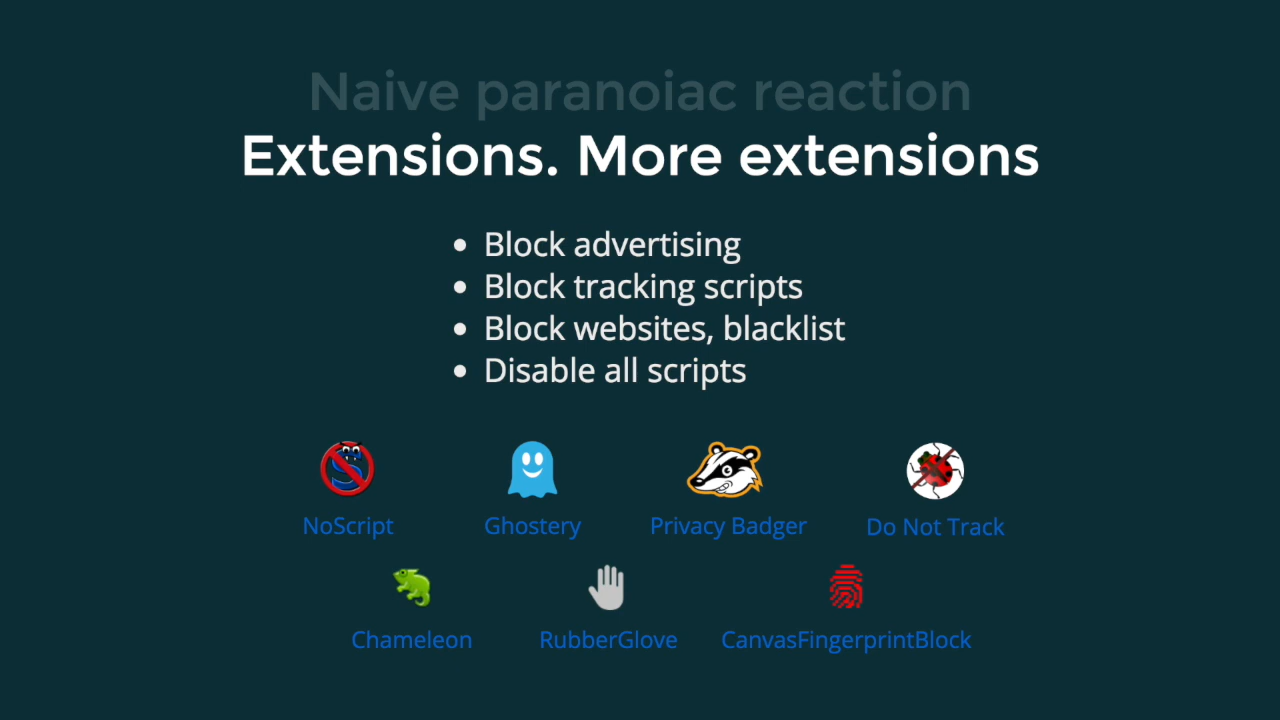 Naive paranoiac reaction
Extensions. More extensions
Block advertising
Block tracking scripts
Block websites, blacklist
Disable all scripts
NoScript
Ghostery
Privacy Badger
Do Not Track
Chameleon
RubberGlove
CanvasFingerprintBlock